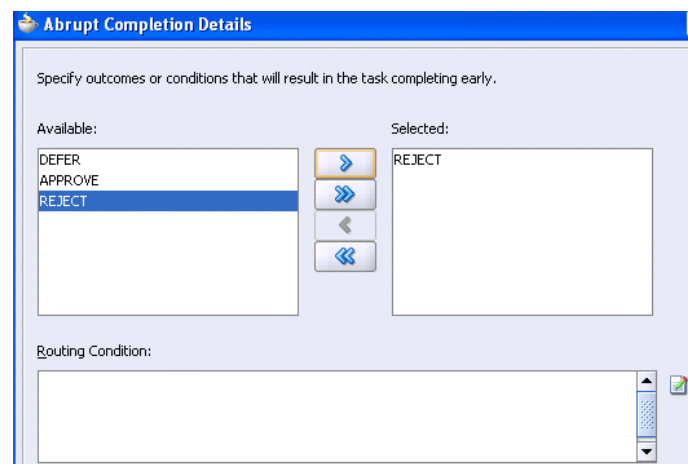 Abrupt Completion Details
Specify outcomes or conditions that will result in the task completing early.
Available:
Selected:
DEFER
APPROVE
REJECT
REJECT
Routing Condition: